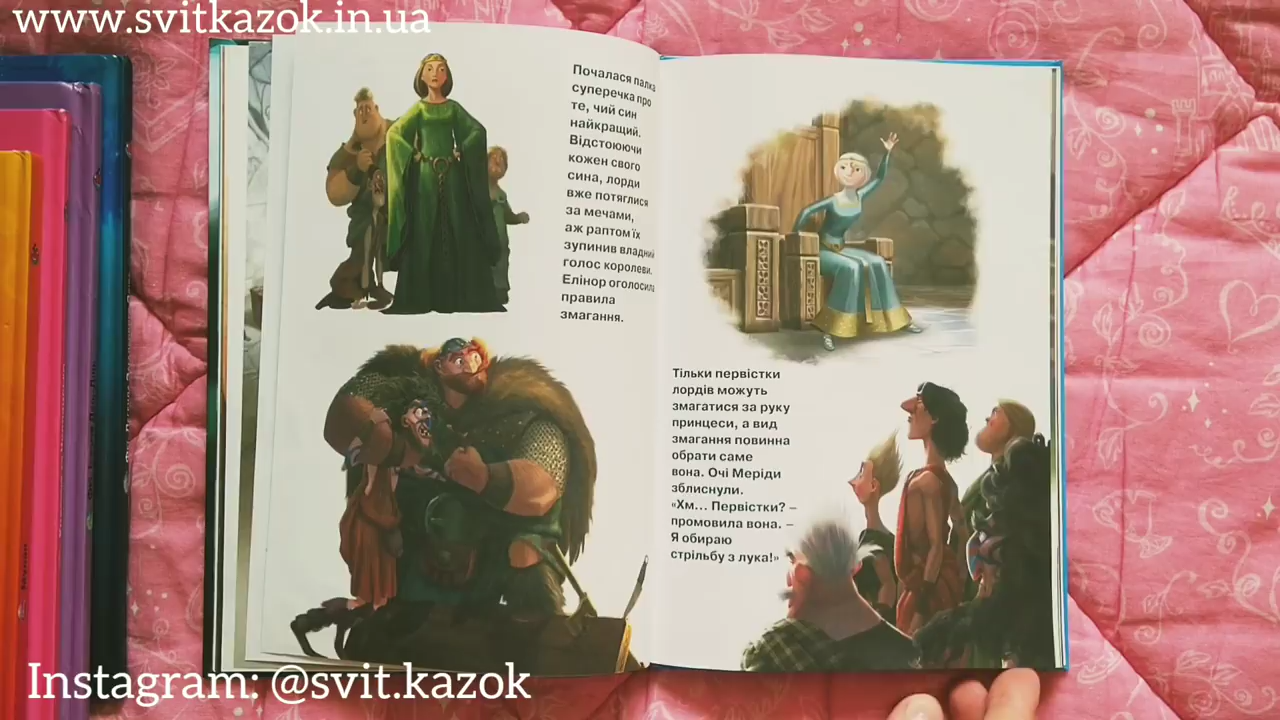 www.svitkazok.in.ua
Почалася палка
суперечка про
те, чий син
найкращий.
Відстоюючи
кожен свого
сина, лорди
вже потяглися
за мечами,
аж раптом їх
зупинив владний
голос королеви.
Елінор оголосила
правила
змагання.
Тільки первістки
лордів можуть
змагатися за руку
принцеси, а вид
змагання повинна
обрати саме
вона. Очі Меріди
зблиснули.
«Хм... Первістки? –
промовила вона. –
Я обираю
стрільбу з лука!»
Instagram: @svit.kazok